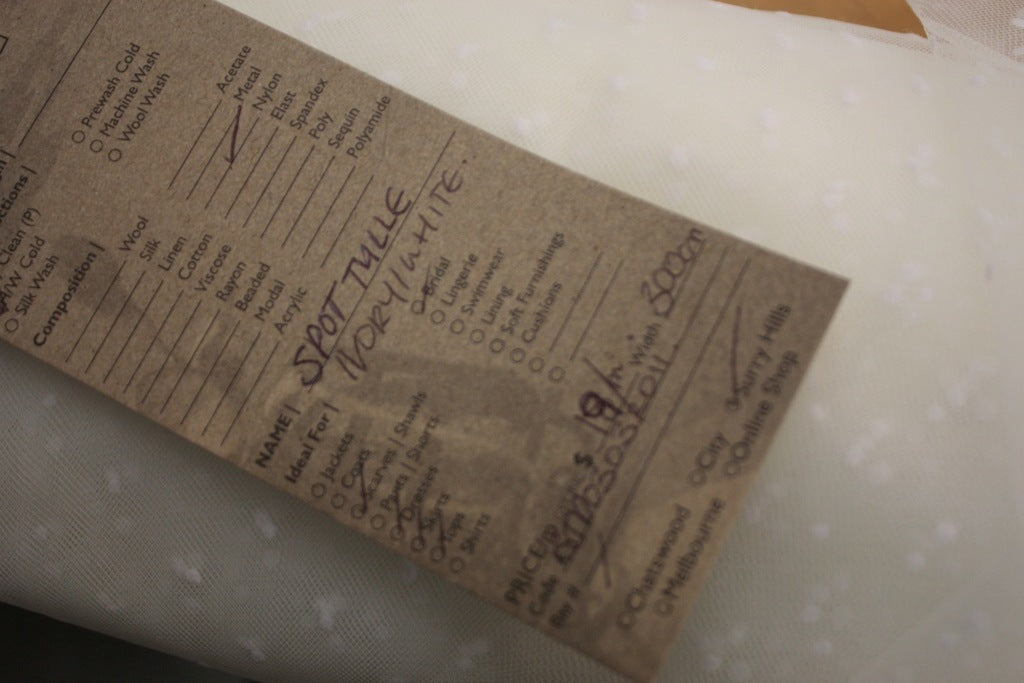 Clean (P)
H/W Cold
Silk Wash
Prewash Cold
Machine Wash
Wool Wash
Composition |
Wool
Silk
Linen
Cotton
Viscose
Rayon
Beaded
Modal
Acrylic
Acetate
Metal
Nylon
Elast
Spandex
Poly
Sequin
Polyamide
NAME | SPOT TULLE
IVORY/WHITE.
Ideal For |
Jackets
Coats
Scarves | Shawls
Pants | Shorts
Dresses
Skirts
Tops
Shirts
Bridal
Lingerie
Swimwear
Lining
Soft Furnishings
Cushions
$ 19/m. Width 300cm
Code
Bay #
Chatswood
Melbourne
City
Online Shop
Surry Hills